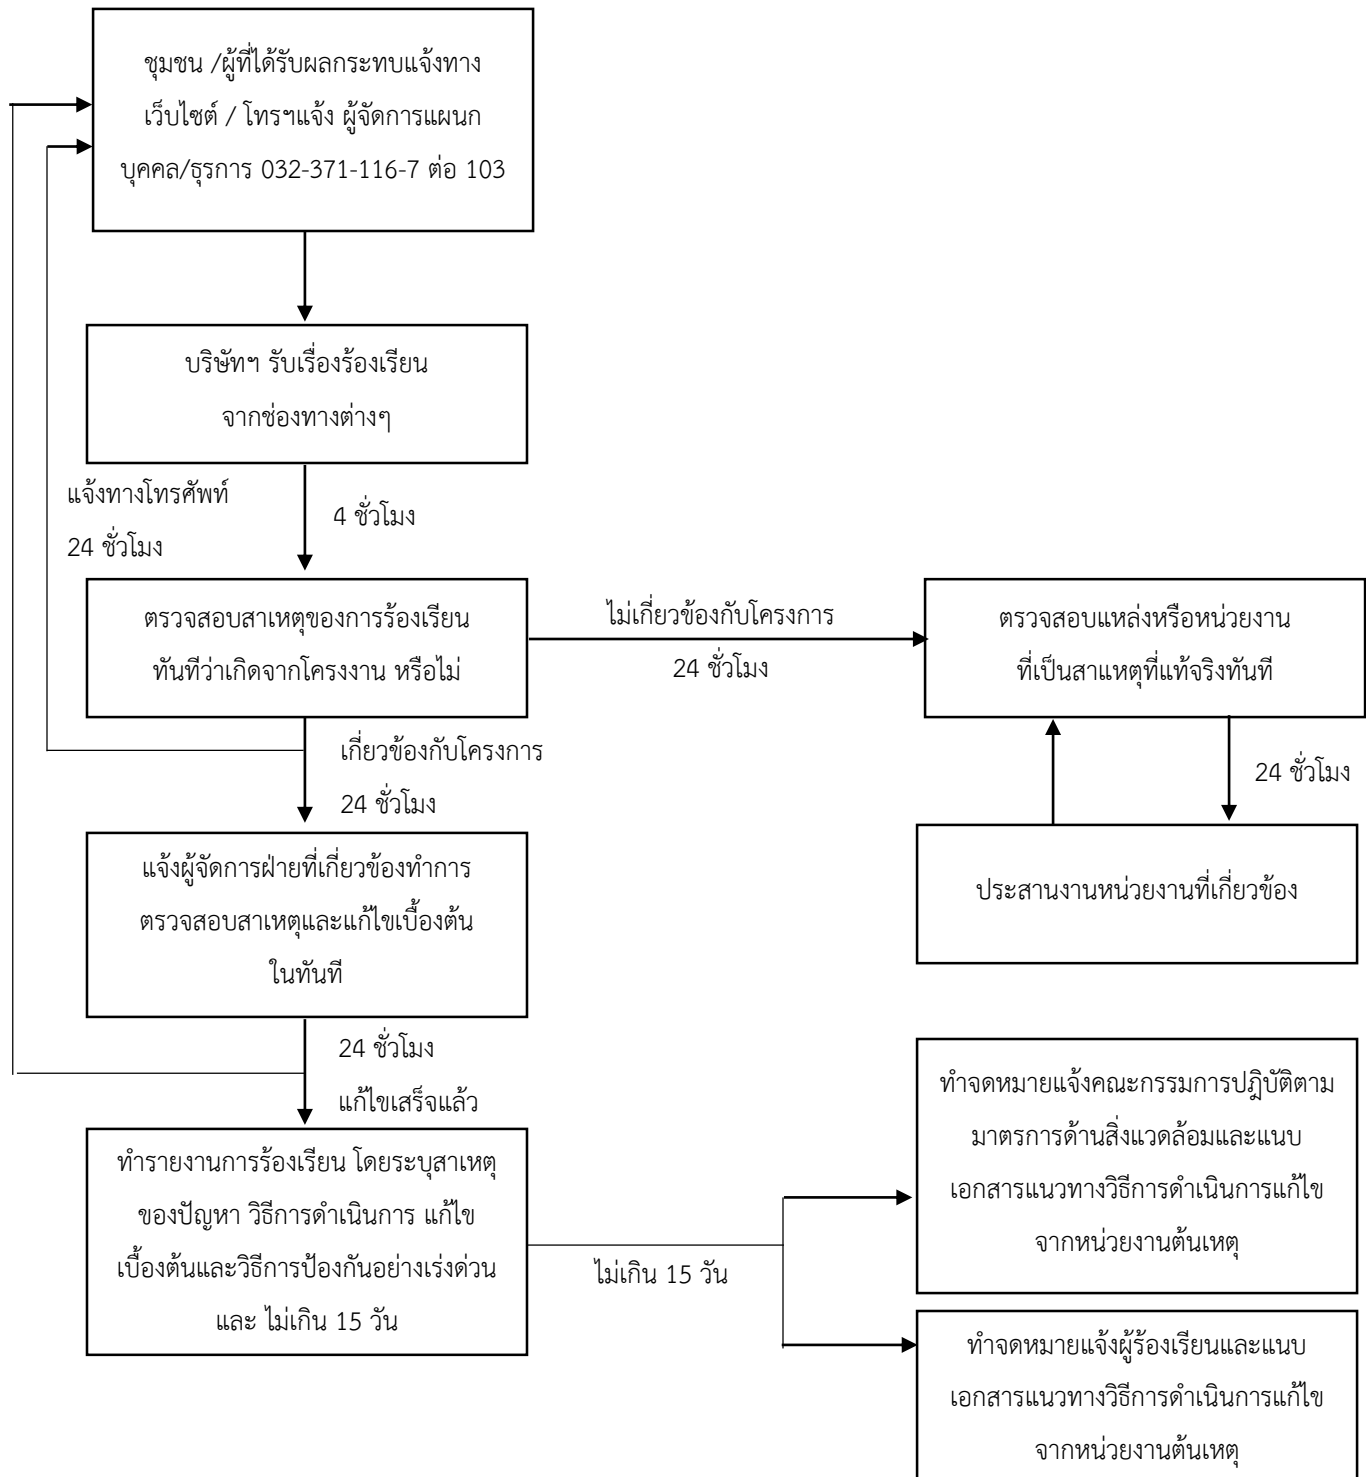 ชุมชน /ผู้ที่ได้รับผลกระทบแจ้งทาง
เว็บไซต์ / โทรฯแจ้ง ผู้จัดการแผนก
บุคคล/ธุรการ 032-371-116-7 ต่อ 103
บริษัทฯ รับเรื่องร้องเรียน
จากช่องทางต่างๆ
แจ้งทางโทรศัพท์
24 ชั่วโมง
4 ชั่วโมง
ตรวจสอบสาเหตุของการร้องเรียน
ทันทีว่าเกิดจากโครงงาน หรือไม่
ไม่เกี่ยวข้องกับโครงการ
24 ชั่วโมง
ตรวจสอบแหล่งหรือหน่วยงาน
ที่เป็นสาแหตุที่แท้จริงทันที
เกี่ยวข้องกับโครงการ
24 ชั่วโมง
24 ชั่วโมง
แจ้งผู้จัดการฝ่ายที่เกี่ยวข้องทำการ
ตรวจสอบสาเหตุและแก้ไขเบื้องต้น
ในทันที
ประสานงานหน่วยงานที่เกี่ยวข้อง
24 ชั่วโมง
แก้ไขเสร็จแล้ว
ทำรายงานการร้องเรียน โดยระบุสาเหตุ
ของปัญหา วิธีการดำเนินการ แก้ไข
เบื้องต้นและวิธีการป้องกันอย่างเร่งด่วน
และ ไม่เกิน 15 วัน
ไม่เกิน 15 วัน
ทำจดหมายแจ้งคณะกรรมการปฎิบัติตาม
มาตรการด้านสิ่งแวดล้อมและแนบ
เอกสารแนวทางวิธีการดำเนินการแก้ไข
จากหน่วยงานต้นเหตุ
ทำจดหมายแจ้งผู้ร้องเรียนและแนบ
เอกสารแนวทางวิธีการดำเนินการแก้ไข
จากหน่วยงานต้นเหตุ